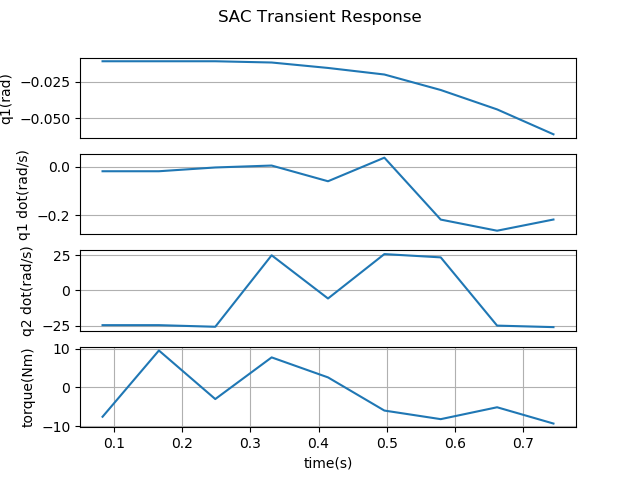 SAC Transient Response
q1(rad)
−0.025
−0.050
q1 dot(rad/s)
0.0
−0.2
q2 dot(rad/s)
25
0
−25
torque(Nm)
10
0
−10
0.1 0.2 0.3 0.4 0.5 0.6 0.7
time(s)